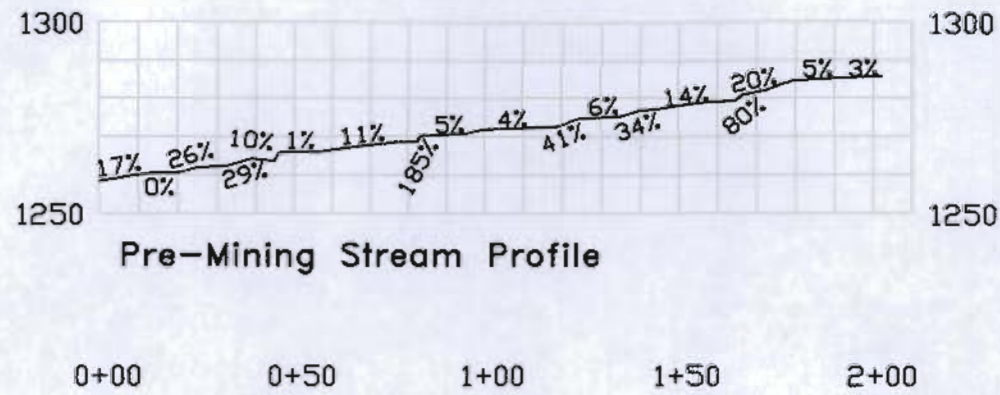 1300 1300
17% 0% 26% 10% 29% 1% 11% 185% 5% 4% 41% 6% 34% 14% 20% 80% 5% 3%
1250 1250
Pre-Mining Stream Profile
0+00 0+50 1+00 1+50 2+00